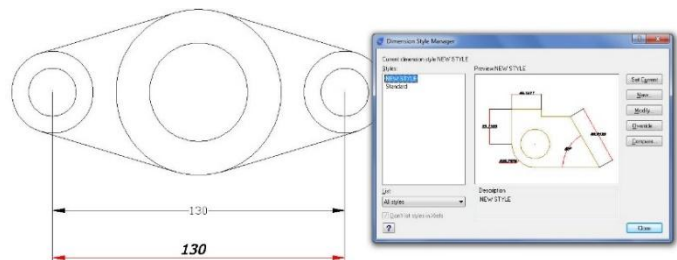 130
130
Dimension Style Manager
Current dimension style: NEW STYLE
Styles:
NEW STYLE
Standard
Preview: NEW STYLE
Set Current
New...
Modify...
Override...
Compare...
List:
All styles
Description
NEW STYLE
Close
?